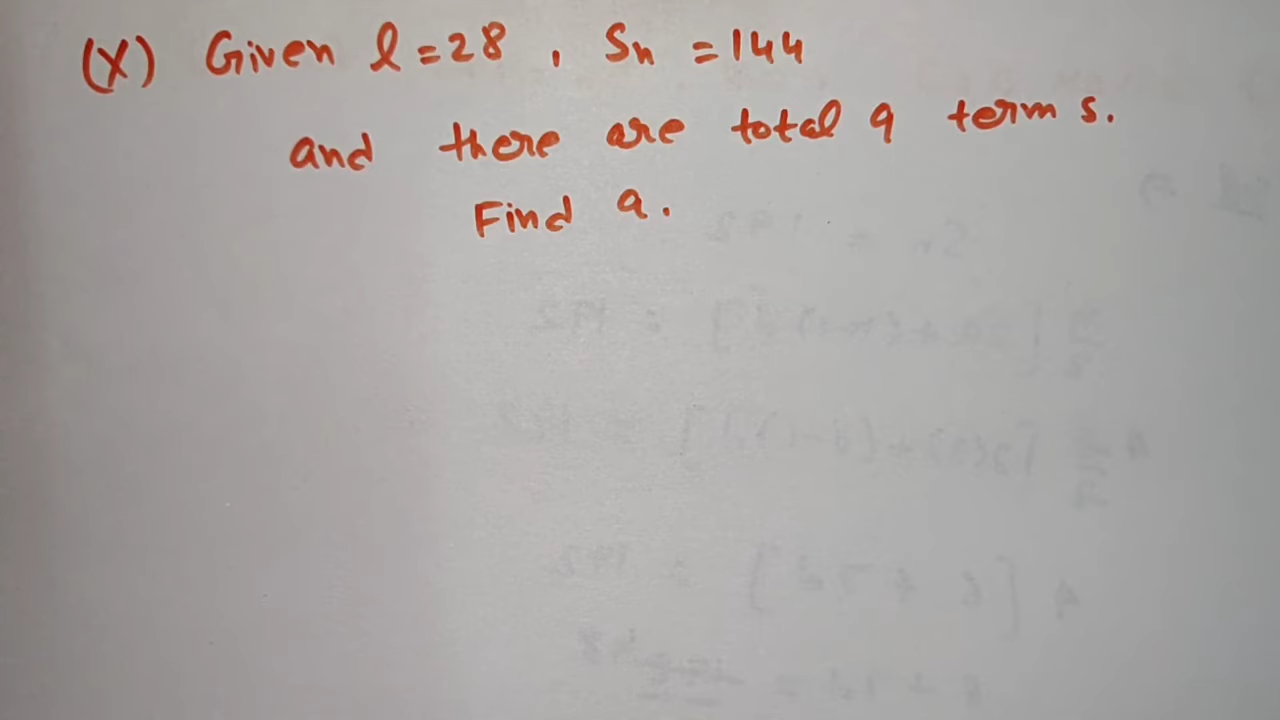 (X) Given l = 28 , Sn = 144
and there are total 9 terms.
Find a.